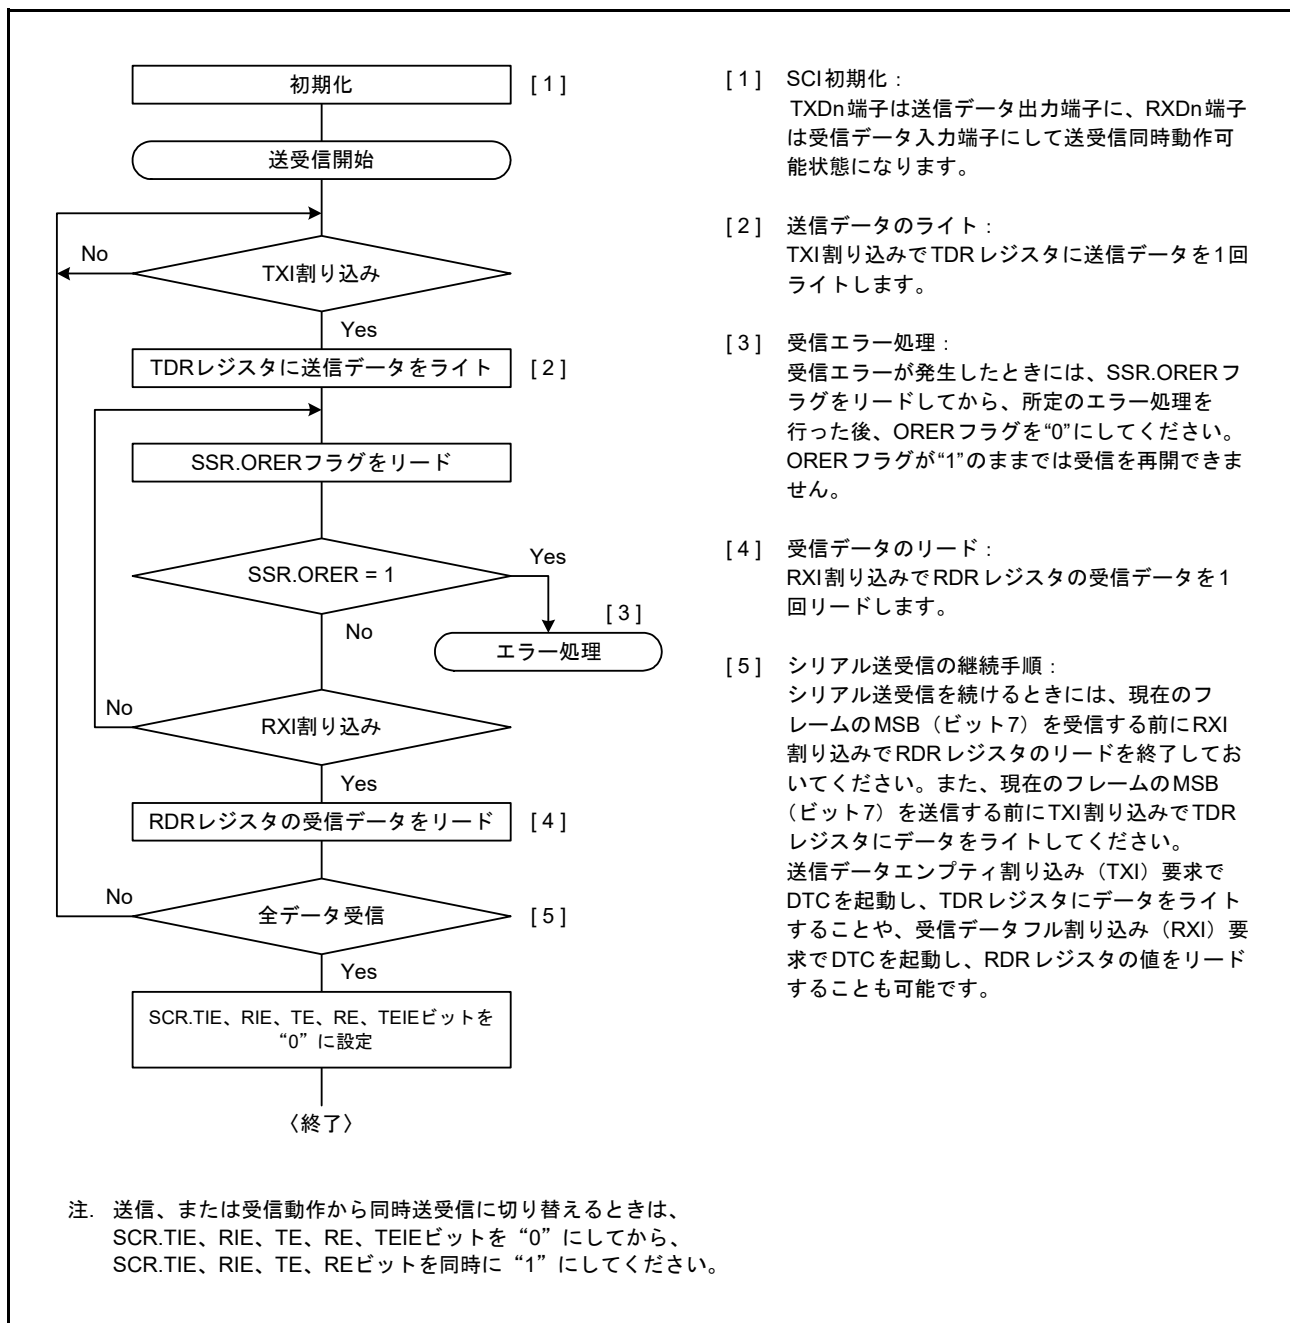 初期化
[ 1 ]
送受信開始
No
TXI割り込み
Yes
TDRレジスタに送信データをライト
[ 2 ]
SSR.ORERフラグをリード
SSR.ORER = 1
Yes
[ 3 ]
No
エラー処理
No
RXI割り込み
Yes
RDRレジスタの受信データをリード
[ 4 ]
No
全データ受信
[ 5 ]
Yes
SCR.TIE、RIE、TE、RE、TEIEビットを
“0”に設定
〈終了〉
[ 1 ] SCI初期化：
TXDn端子は送信データ出力端子に、RXDn端子
は受信データ入力端子にして送受信同時動作可
能状態になります。
[ 2 ] 送信データのライト：
TXI割り込みでTDRレジスタに送信データを1回
ライトします。
[ 3 ] 受信エラー処理：
受信エラーが発生したときには、SSR.ORERフ
ラグをリードしてから、所定のエラー処理を
行った後、ORERフラグを“0”にしてください。
ORERフラグが“1”のままでは受信を再開できま
せん。
[ 4 ] 受信データのリード：
RXI割り込みでRDRレジスタの受信データを1
回リードします。
[ 5 ] シリアル送受信の継続手順：
シリアル送受信を続けるときには、現在のフ
レームのMSB（ビット7）を受信する前にRXI
割り込みでRDRレジスタのリードを終了してお
いてください。また、現在のフレームのMSB
（ビット7）を送信する前にTXI割り込みでTDR
レジスタにデータをライトしてください。
送信データエンプティ割り込み（TXI）要求で
DTCを起動し、TDRレジスタにデータをライト
することや、受信データフル割り込み（RXI）要
求でDTCを起動し、RDRレジスタの値をリード
することも可能です。
注. 送信、または受信動作から同時送受信に切り替えるときは、
SCR.TIE、RIE、TE、RE、TEIEビットを“0”にしてから、
SCR.TIE、RIE、TE、REビットを同時に“1”にしてください。